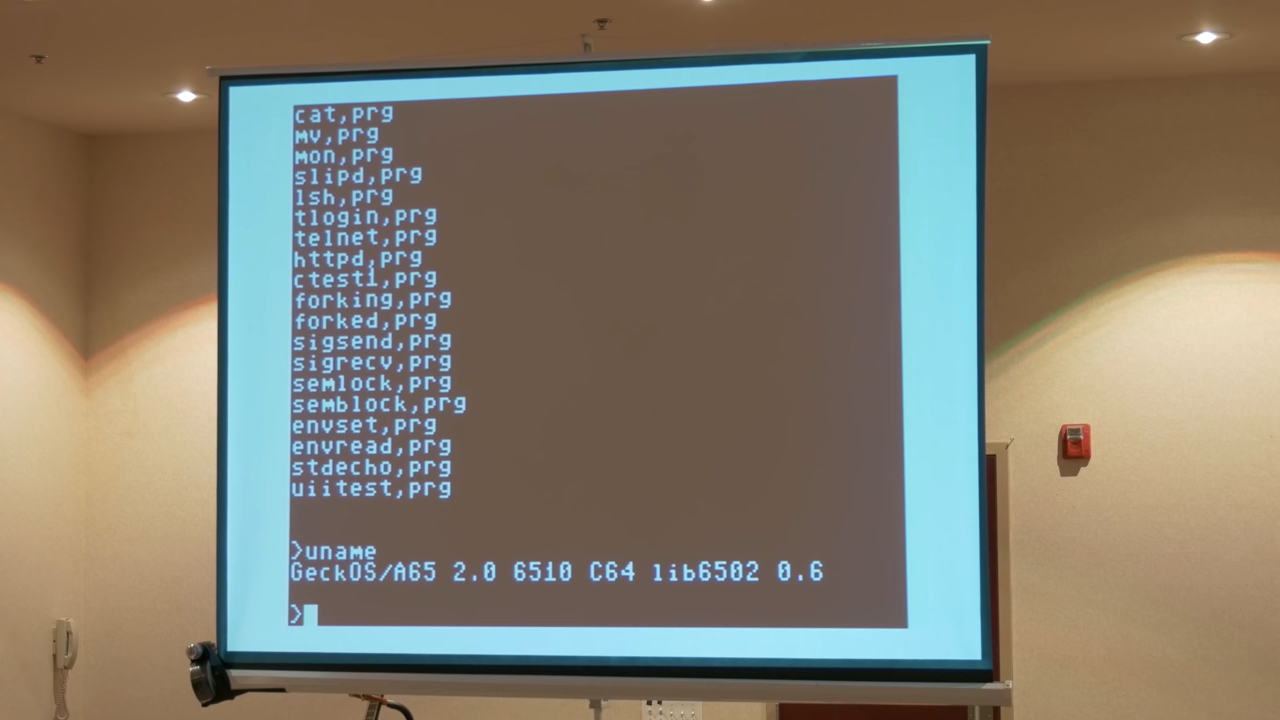 cat,prg
mv,prg
mon,prg
slipd,prg
lsh,prg
tlogin,prg
telnet,prg
httpd,prg
ctest1,prg
forking,prg
forked,prg
sigsend,prg
sigrecv,prg
semlock,prg
semblock,prg
envset,prg
envread,prg
stdecho,prg
uiitest,prg
>uname
GeckOS/A65 2.0 6510 C64 lib6502 0.6
>